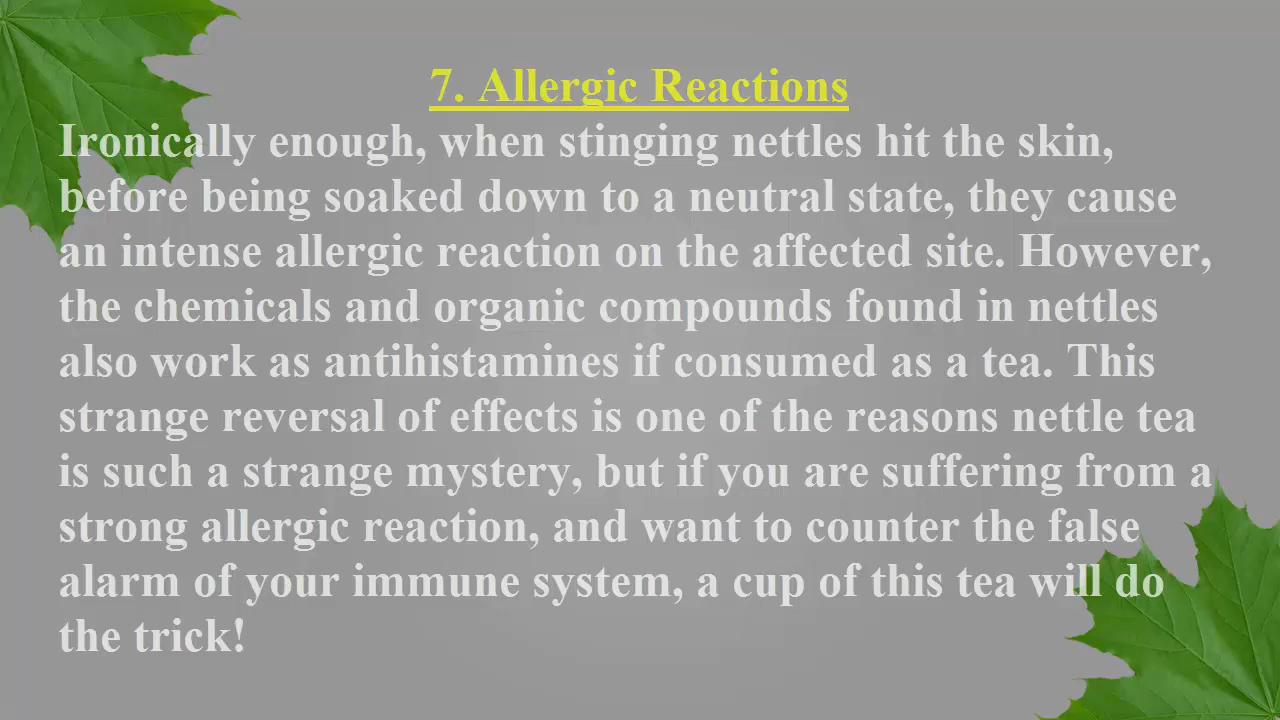 7. Allergic Reactions
Ironically enough, when stinging nettles hit the skin,
before being soaked down to a neutral state, they cause
an intense allergic reaction on the affected site. However,
the chemicals and organic compounds found in nettles
also work as antihistamines if consumed as a tea. This
strange reversal of effects is one of the reasons nettle tea
is such a strange mystery, but if you are suffering from a
strong allergic reaction, and want to counter the false
alarm of your immune system, a cup of this tea will do
the trick!